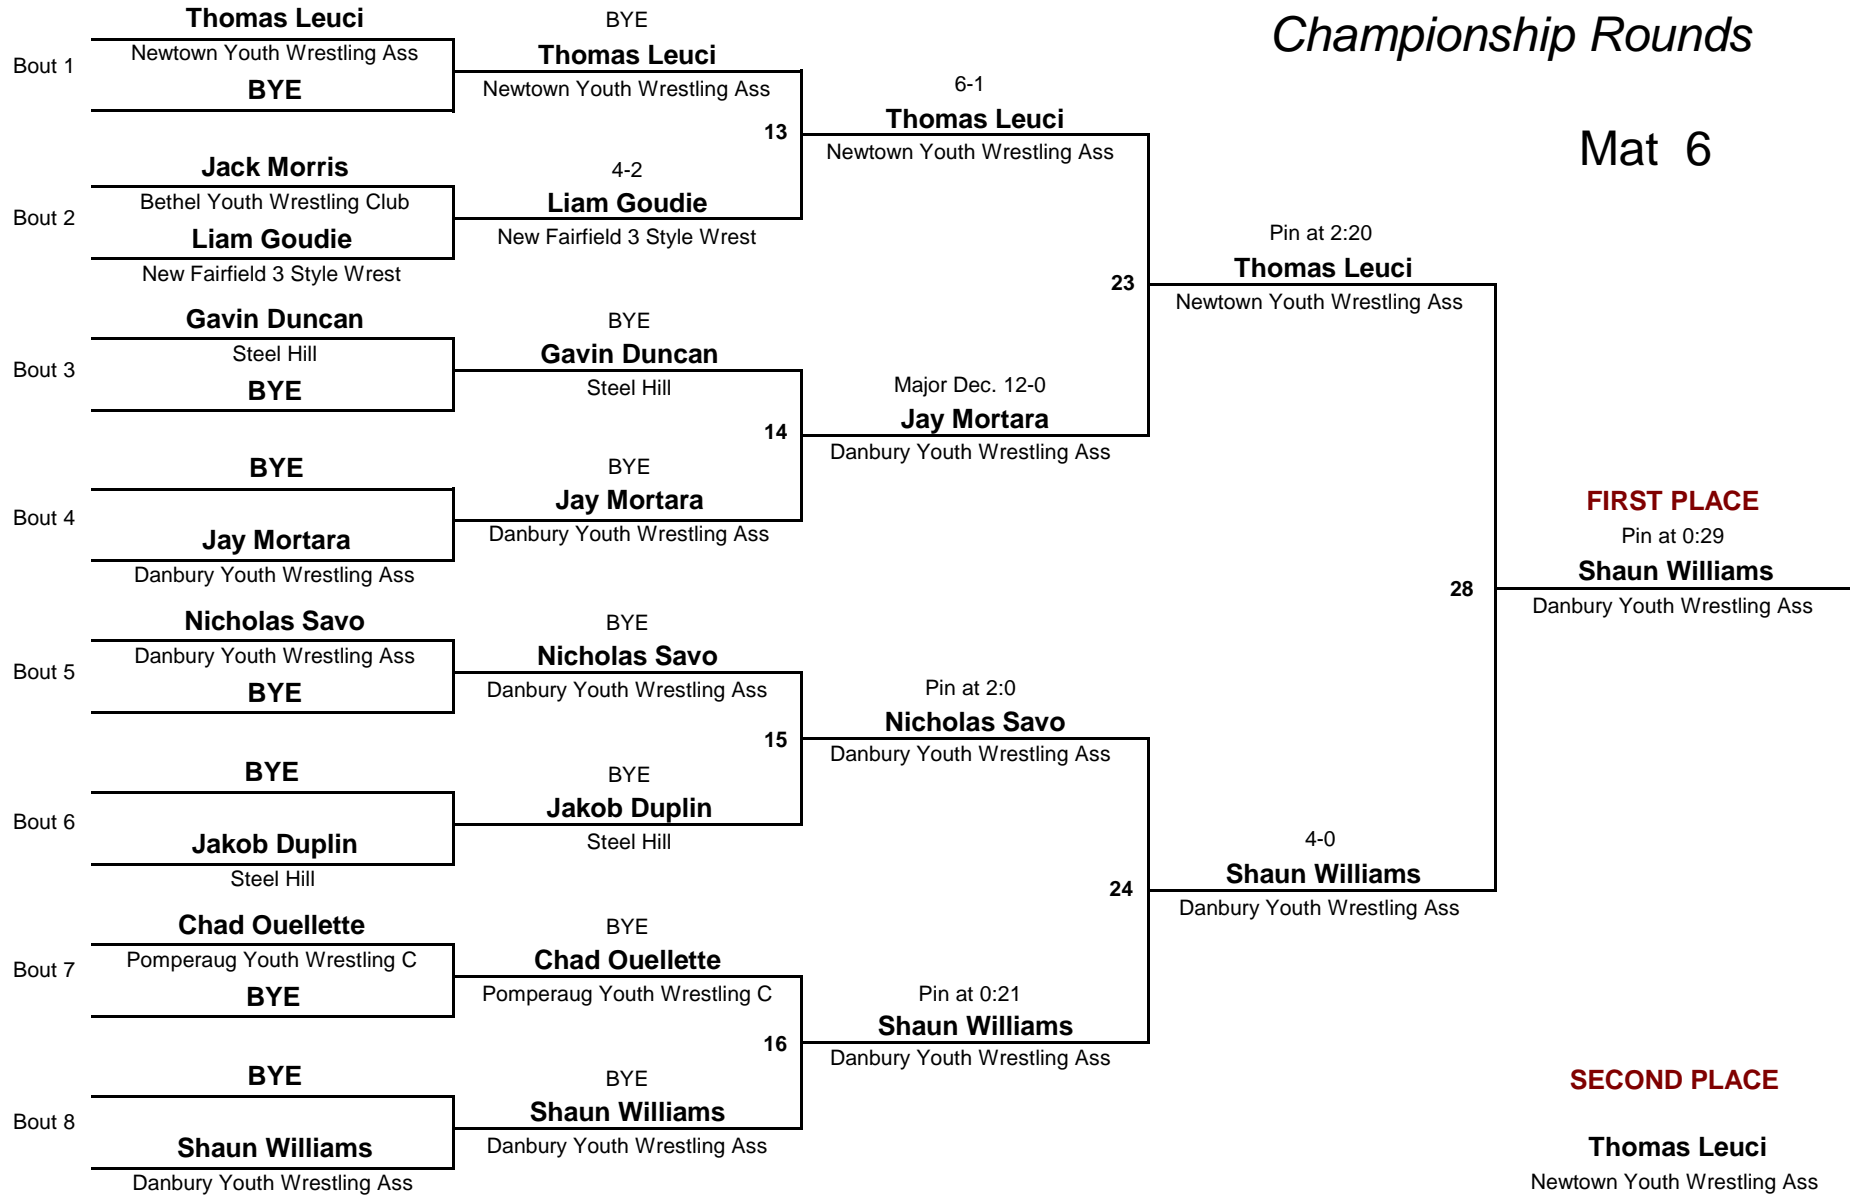 Championship Rounds
Mat 6
Bout 1
Thomas Leuci
Newtown Youth Wrestling Ass
BYE
Bout 2
Jack Morris
Bethel Youth Wrestling Club
Liam Goudie
New Fairfield 3 Style Wrest
Bout 3
Gavin Duncan
Steel Hill
BYE
Bout 4
BYE
Jay Mortara
Danbury Youth Wrestling Ass
Bout 5
Nicholas Savo
Danbury Youth Wrestling Ass
BYE
Bout 6
BYE
Jakob Duplin
Steel Hill
Bout 7
Chad Ouellette
Pomperaug Youth Wrestling C
BYE
Bout 8
BYE
Shaun Williams
Danbury Youth Wrestling Ass
BYE
Thomas Leuci
Newtown Youth Wrestling Ass
13
4-2
Liam Goudie
New Fairfield 3 Style Wrest
BYE
Gavin Duncan
Steel Hill
14
BYE
Jay Mortara
Danbury Youth Wrestling Ass
BYE
Nicholas Savo
Danbury Youth Wrestling Ass
15
BYE
Jakob Duplin
Steel Hill
BYE
Chad Ouellette
Pomperaug Youth Wrestling C
16
BYE
Shaun Williams
Danbury Youth Wrestling Ass
6-1
Thomas Leuci
Newtown Youth Wrestling Ass
23
Major Dec. 12-0
Jay Mortara
Danbury Youth Wrestling Ass
Pin at 2:0
Nicholas Savo
Danbury Youth Wrestling Ass
24
Pin at 0:21
Shaun Williams
Danbury Youth Wrestling Ass
Pin at 2:20
Thomas Leuci
Newtown Youth Wrestling Ass
28
4-0
Shaun Williams
Danbury Youth Wrestling Ass
FIRST PLACE
Pin at 0:29
Shaun Williams
Danbury Youth Wrestling Ass
SECOND PLACE
Thomas Leuci
Newtown Youth Wrestling Ass